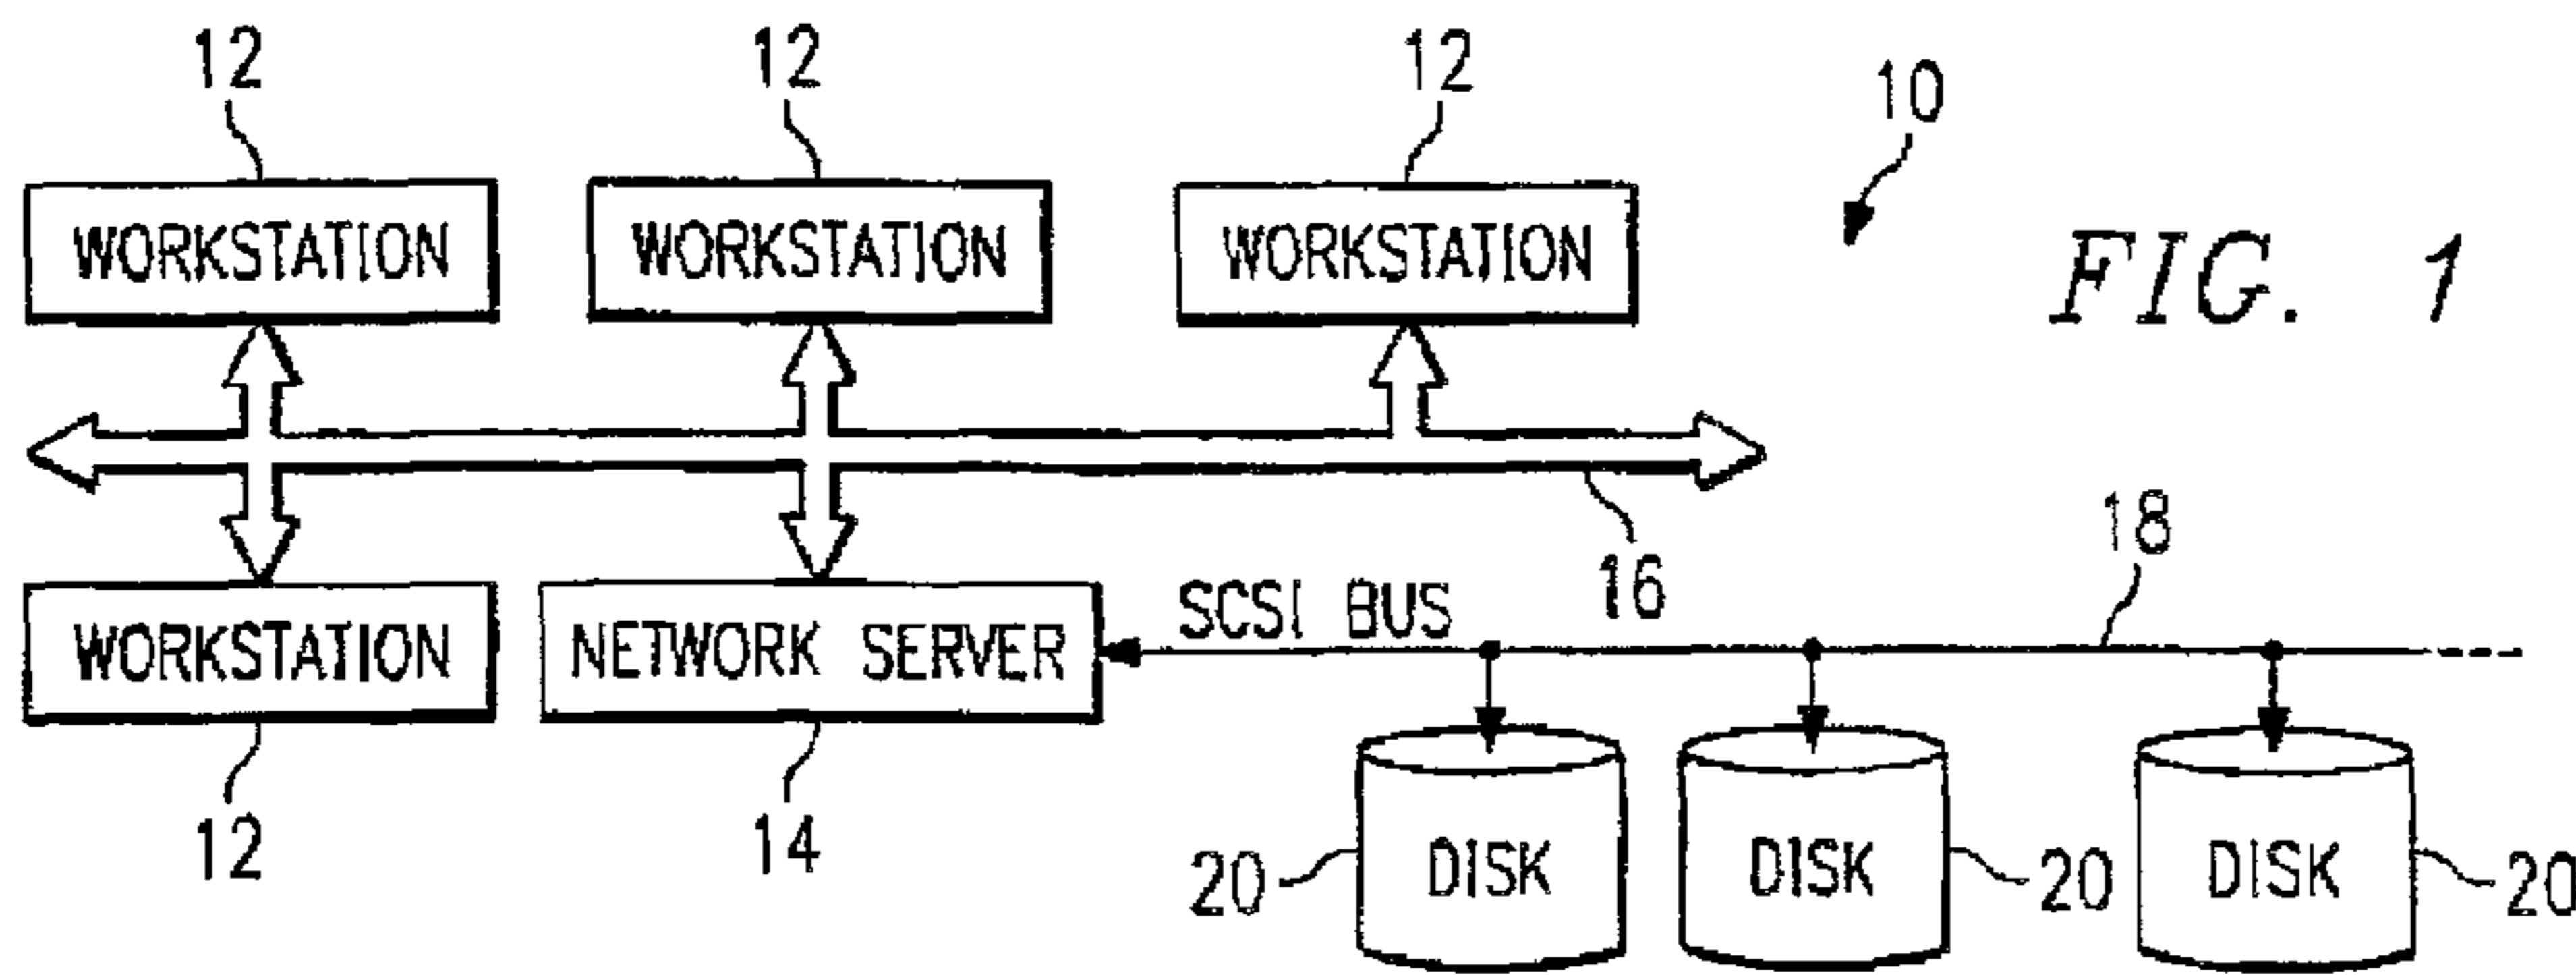 12 12 12 10
WORKSTATION WORKSTATION WORKSTATION
FIG. 1
16 18
SCSI BUS
WORKSTATION NETWORK SERVER
12 14
20 DISK DISK 20 DISK 20